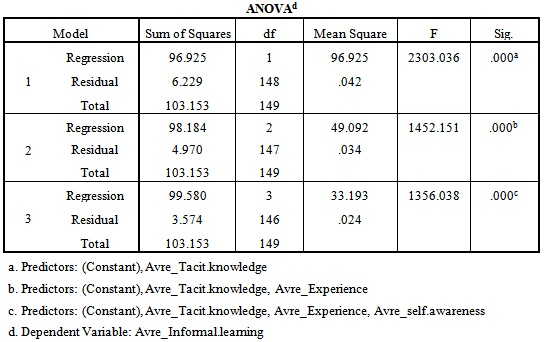 ANOVAd
Model Sum of Squares df Mean Square F Sig.
1 Regression 96.925 1 96.925 2303.036 .000a
Residual 6.229 148 .042
Total 103.153 149
2 Regression 98.184 2 49.092 1452.151 .000b
Residual 4.970 147 .034
Total 103.153 149
3 Regression 99.580 3 33.193 1356.038 .000c
Residual 3.574 146 .024
Total 103.153 149
a. Predictors: (Constant), Avre_Tacit.knowledge
b. Predictors: (Constant), Avre_Tacit.knowledge, Avre_Experience
c. Predictors: (Constant), Avre_Tacit.knowledge, Avre_Experience, Avre_self.awareness
d. Dependent Variable: Avre_Informal.learning